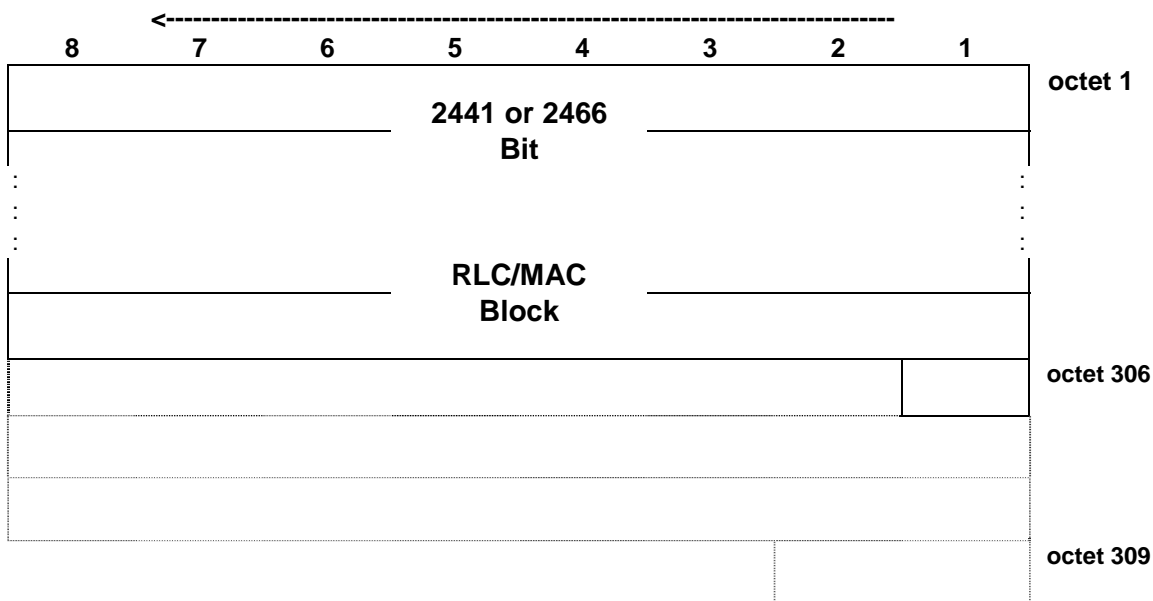 <---------------------------------------------------------------------------------
8 7 6 5 4 3 2 1
octet 1
2441 or 2466
Bit
: :
: :
: :
RLC/MAC
Block
octet 306
octet 309